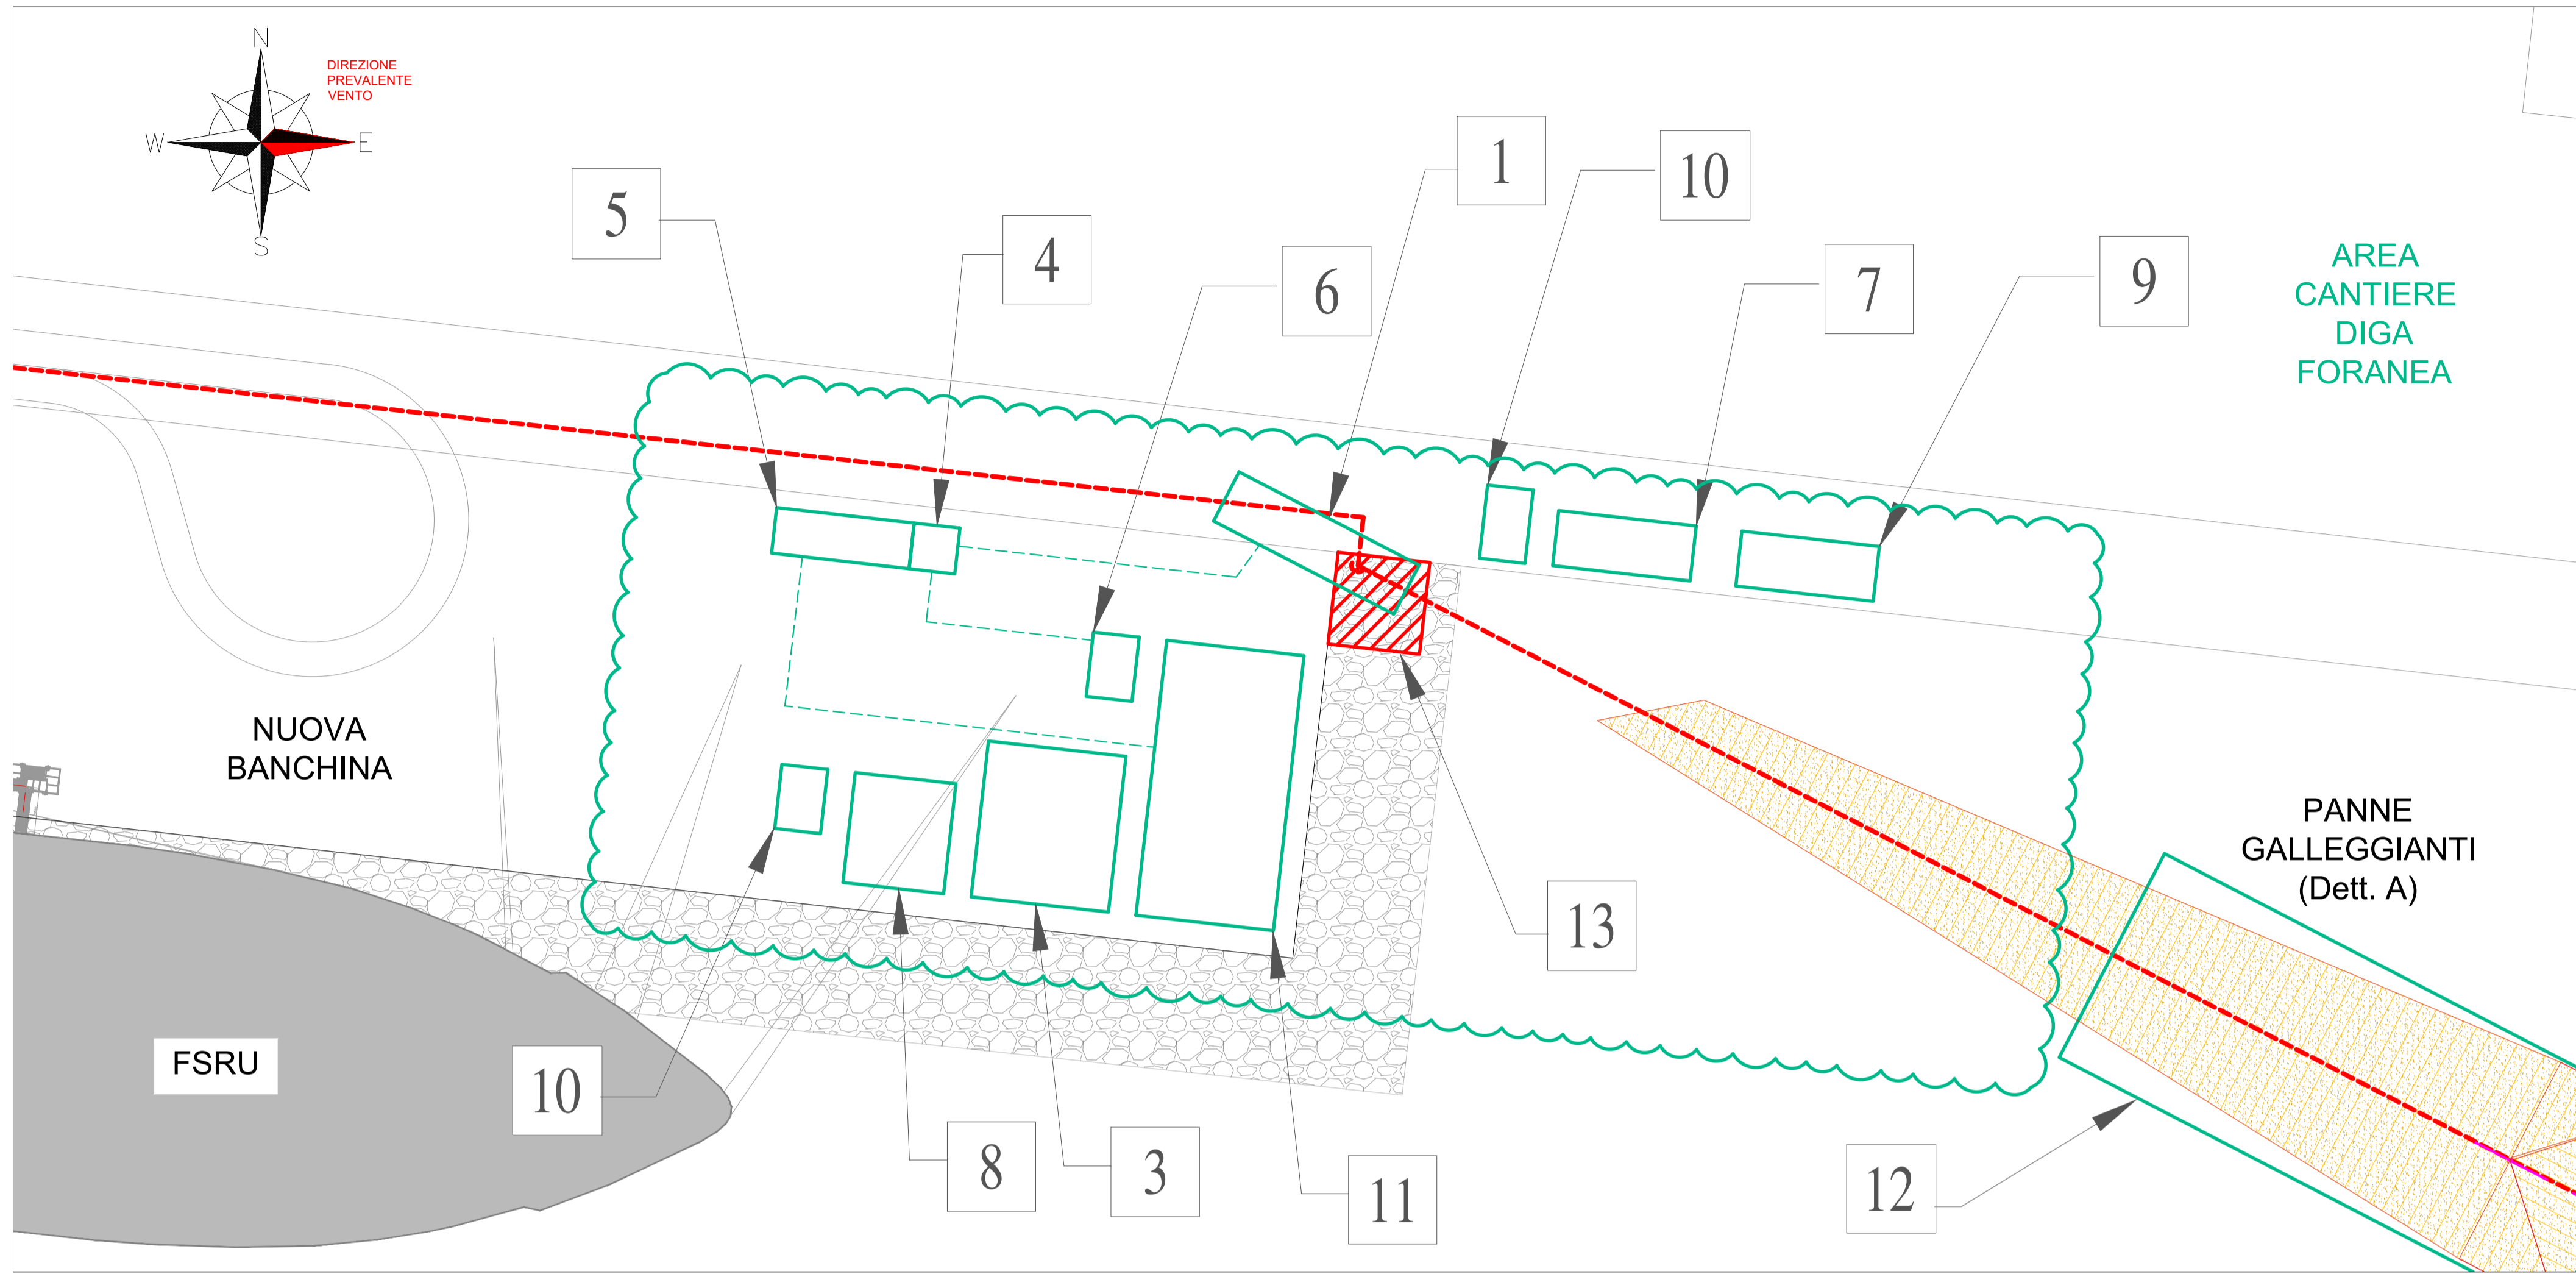 N
DIREZIONE
PREVALENTE
VENTO
W
E
S
1
10
5
4
6
7
9
AREA
CANTIERE
DIGA
FORANEA
NUOVA
BANCHINA
PANNE
GALLEGGIANTI
(Dett. A)
13
FSRU
10
8
3
11
12